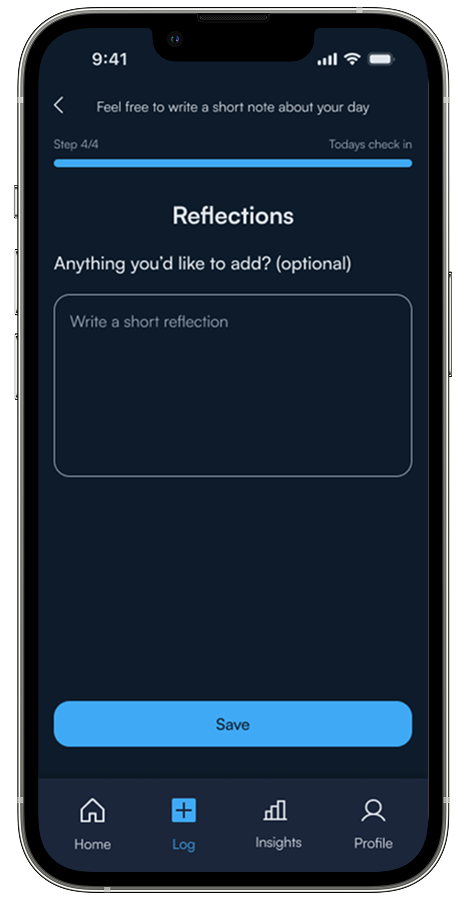 9:41
Feel free to write a short note about your day
Step 4/4 Todays check in
Reflections
Anything you'd like to add? (optional)
Write a short reflection
Save
Home Log Insights Profile